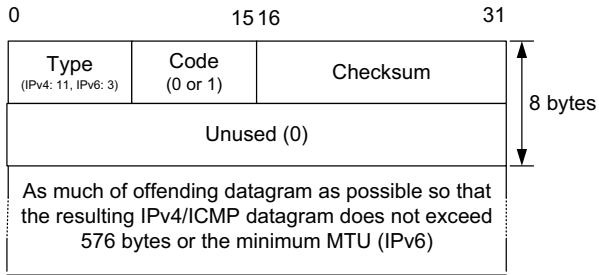 0 15 16 31
Type Code Checksum
(IPv4: 11, IPv6: 3) (0 or 1)
8 bytes
Unused (0)
As much of offending datagram as possible so that
the resulting IPv4/ICMP datagram does not exceed
576 bytes or the minimum MTU (IPv6)